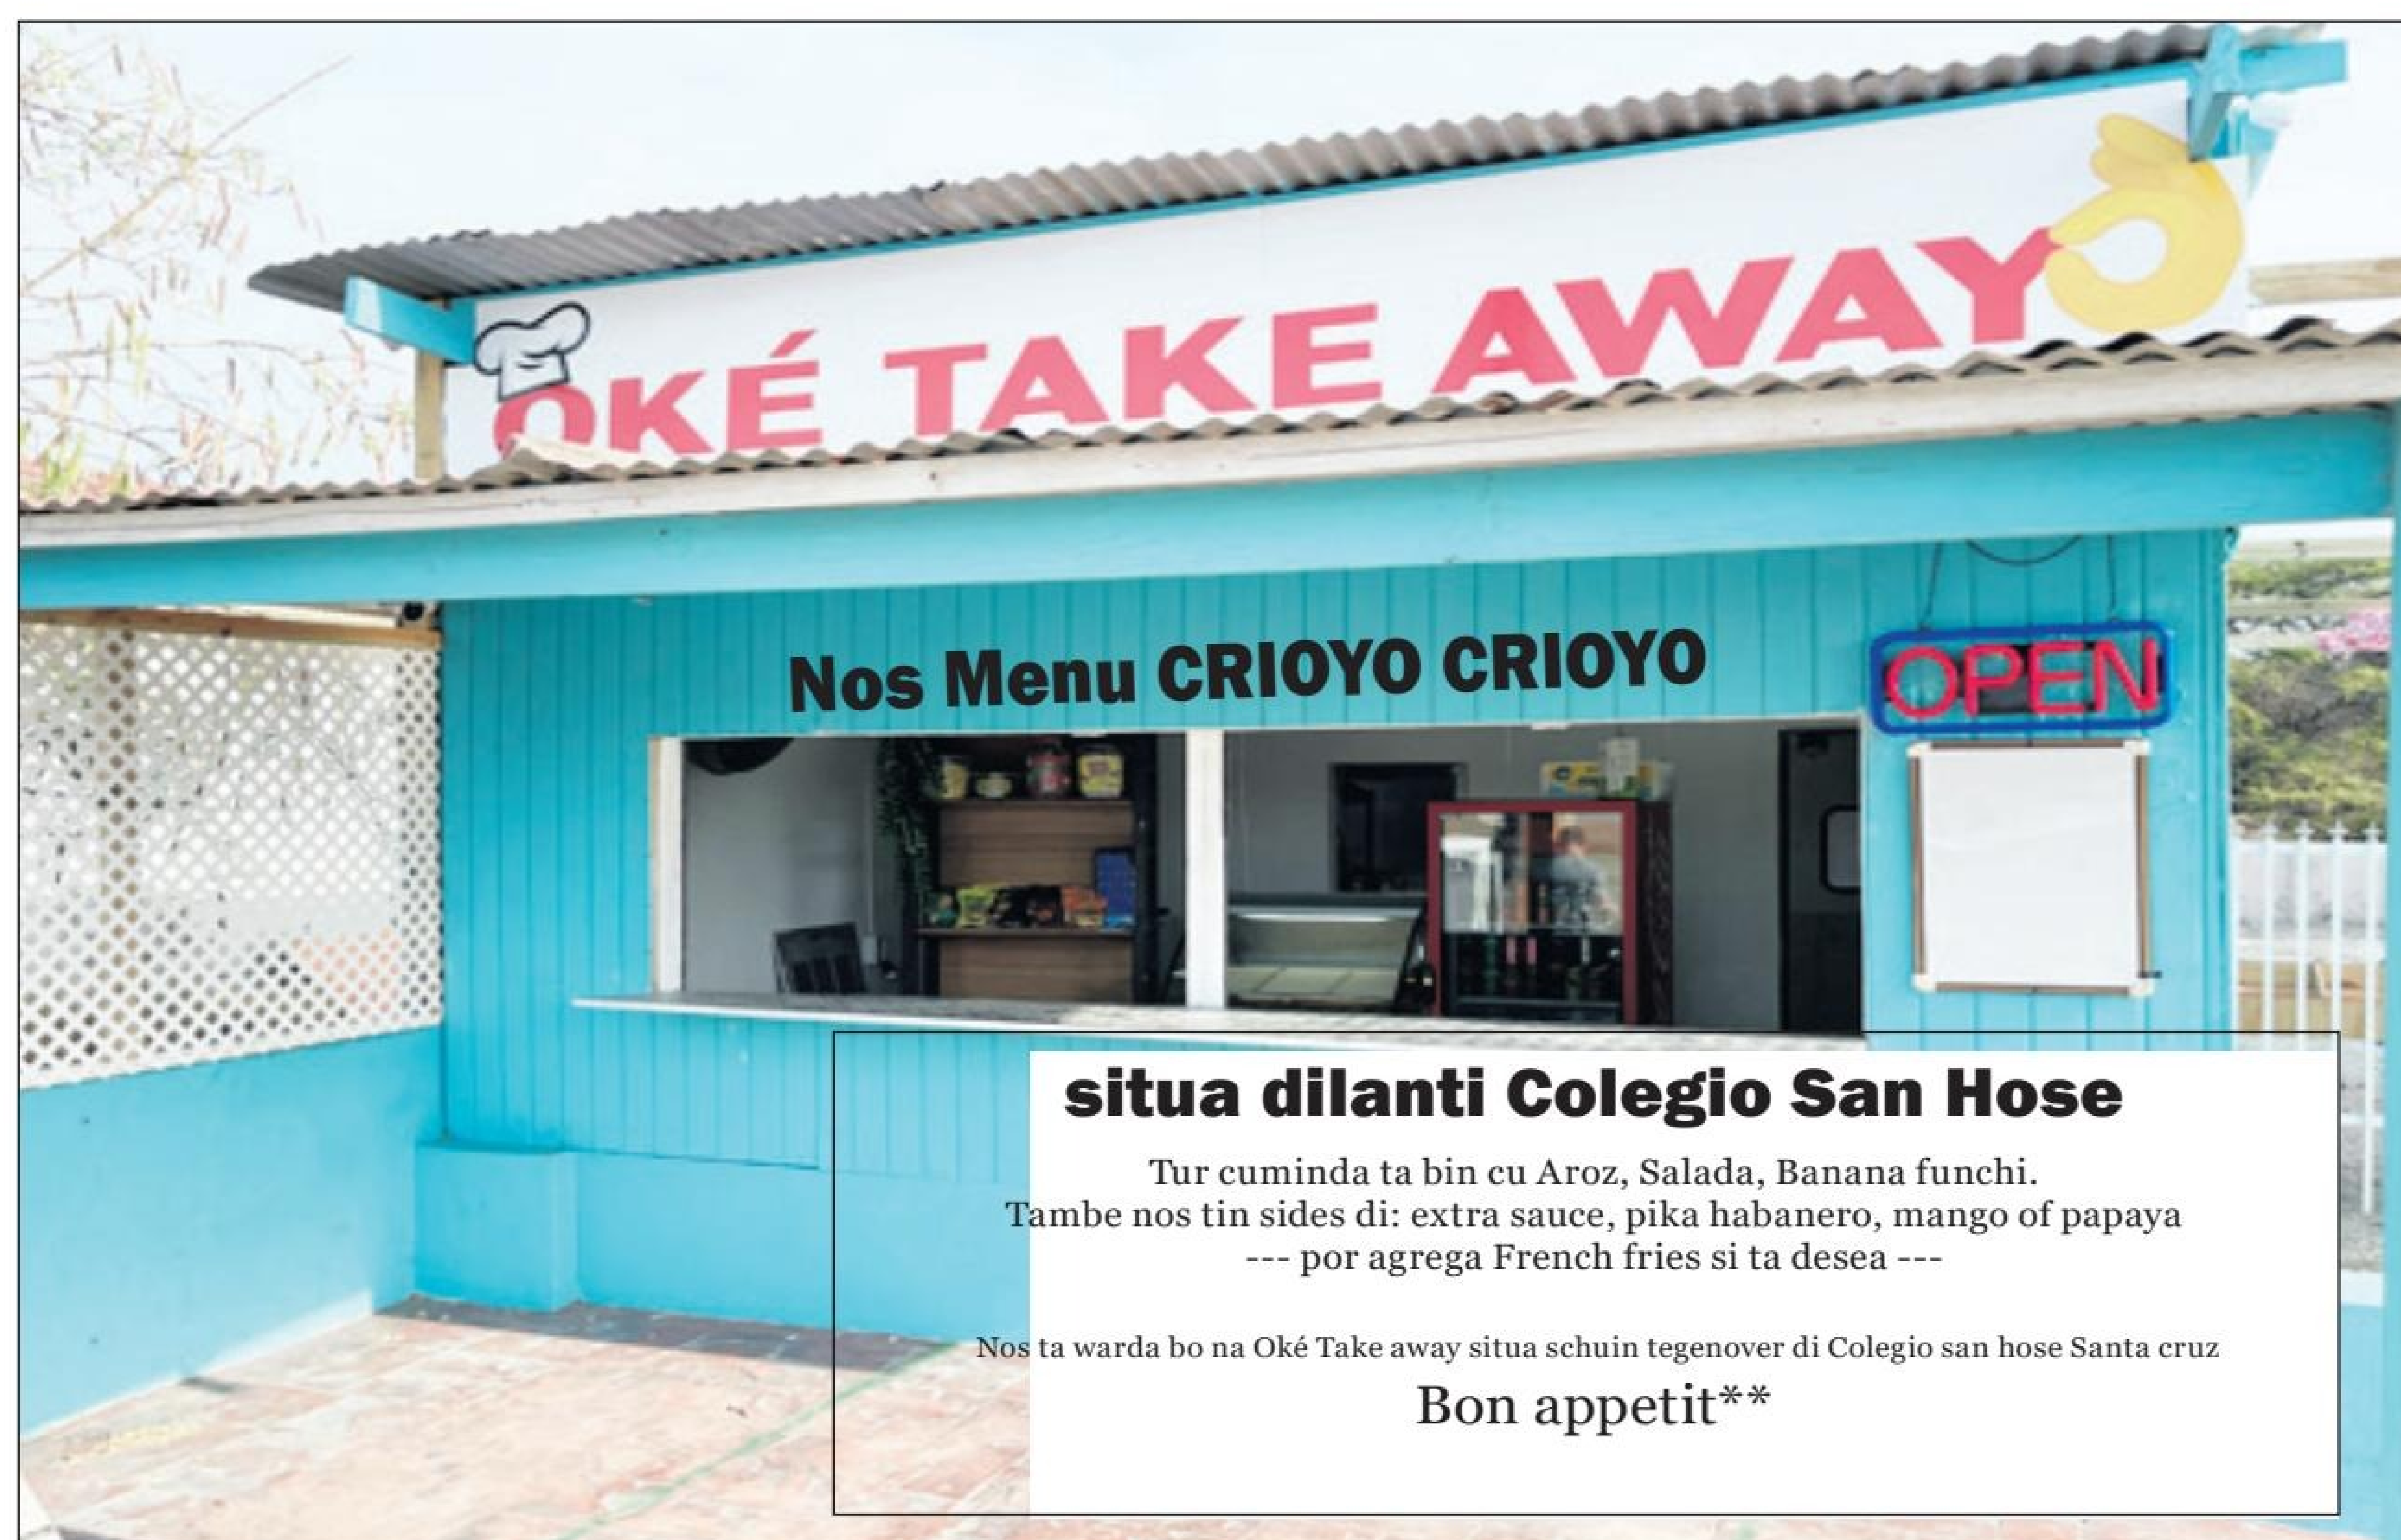 OKÉ TAKE AWAY
Nos Menu CRIOYO CRIOYO
OPEN
situa dilanti Colegio San Hose
Tur cuminda ta bin cu Aroz, Salada, Banana funchi.
Tambe nos tin sides di: extra sauce, pika habanero, mango of papaya
--- por agrega French fries si ta desea ---
Nos ta warda bo na Oké Take away situa schuin tegenover di Colegio san hose Santa cruz
Bon appetit**